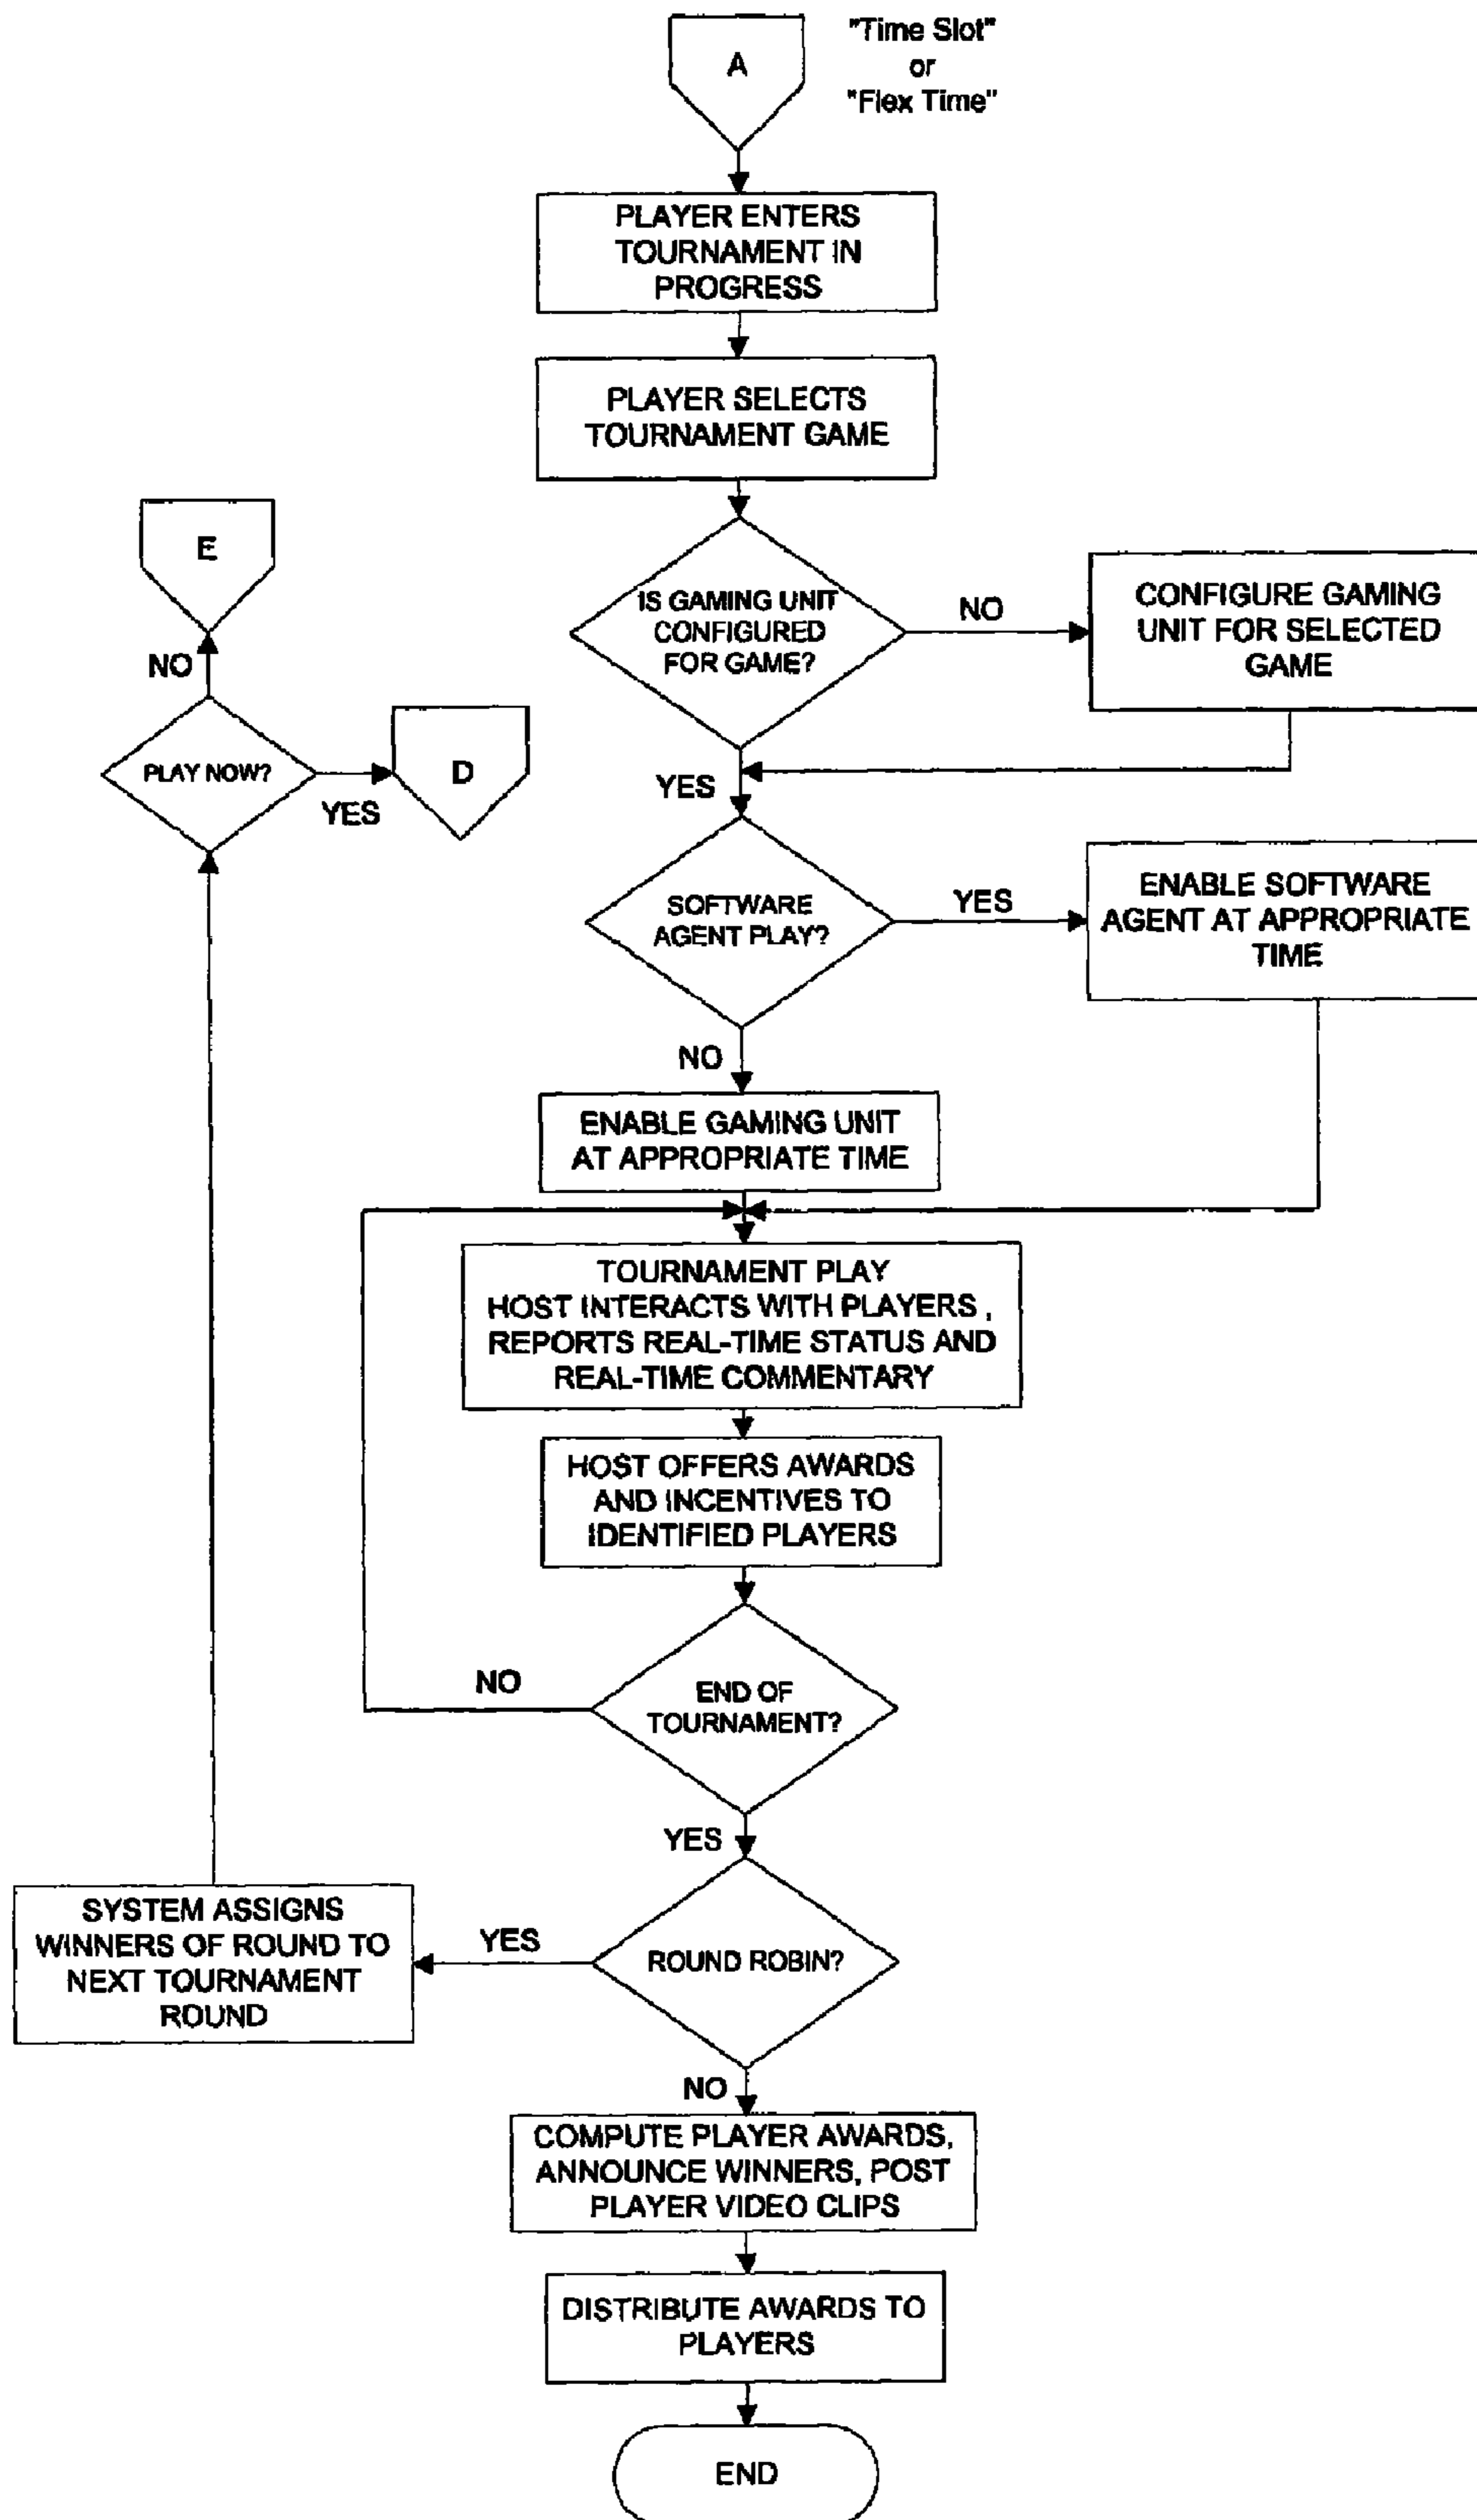 A
"Time Slot"
or
"Flex Time"
PLAYER ENTERS
TOURNAMENT IN
PROGRESS
PLAYER SELECTS
TOURNAMENT GAME
E
IS GAMING UNIT
CONFIGURED
FOR GAME?
NO
CONFIGURE GAMING
UNIT FOR SELECTED
GAME
NO
PLAY NOW?
YES
D
YES
SOFTWARE
AGENT PLAY?
YES
ENABLE SOFTWARE
AGENT AT APPROPRIATE
TIME
NO
ENABLE GAMING UNIT
AT APPROPRIATE TIME
TOURNAMENT PLAY
HOST INTERACTS WITH PLAYERS ,
REPORTS REAL-TIME STATUS AND
REAL-TIME COMMENTARY
HOST OFFERS AWARDS
AND INCENTIVES TO
IDENTIFIED PLAYERS
NO
END OF
TOURNAMENT?
YES
SYSTEM ASSIGNS
WINNERS OF ROUND TO
NEXT TOURNAMENT
ROUND
YES
ROUND ROBIN?
NO
COMPUTE PLAYER AWARDS,
ANNOUNCE WINNERS, POST
PLAYER VIDEO CLIPS
DISTRIBUTE AWARDS TO
PLAYERS
END